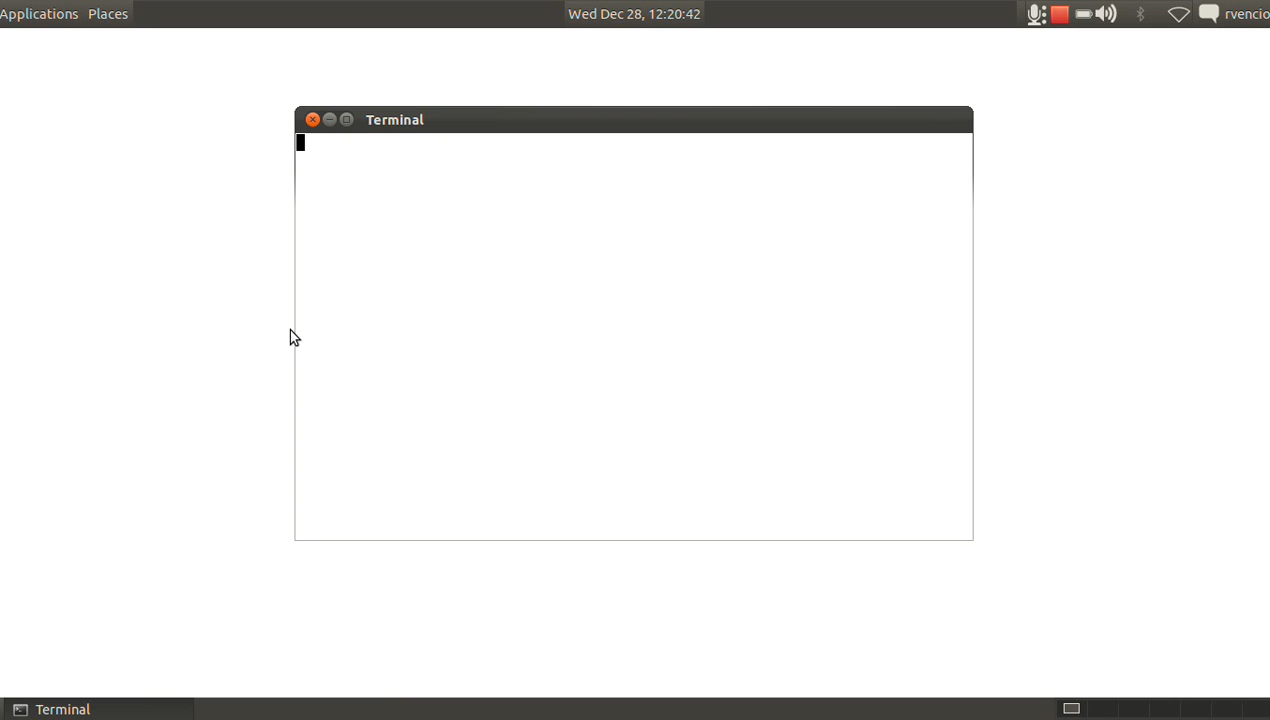 Applications Places
Wed Dec 28, 12:20:42
rvencio
Terminal
Terminal